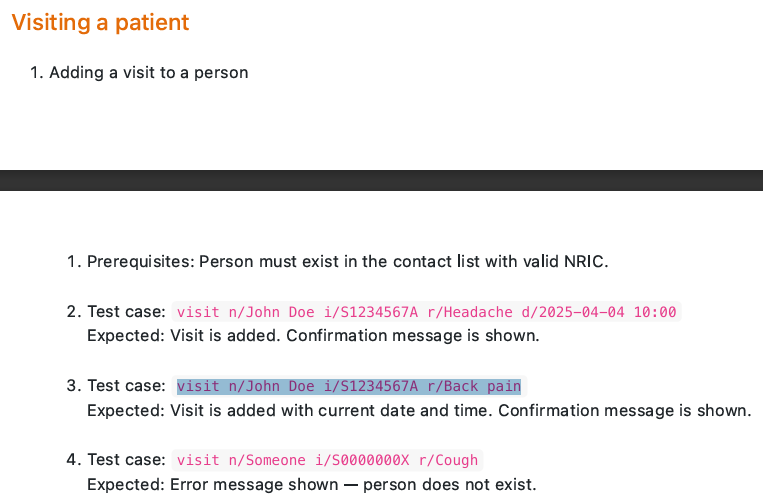 Visiting a patient
1. Adding a visit to a person
1. Prerequisites: Person must exist in the contact list with valid NRIC.
2. Test case: visit n/John Doe i/S1234567A r/Headache d/2025-04-04 10:00
Expected: Visit is added. Confirmation message is shown.
3. Test case: visit n/John Doe i/S1234567A r/Back pain
Expected: Visit is added with current date and time. Confirmation message is shown.
4. Test case: visit n/Someone i/S0000000X r/Cough
Expected: Error message shown — person does not exist.